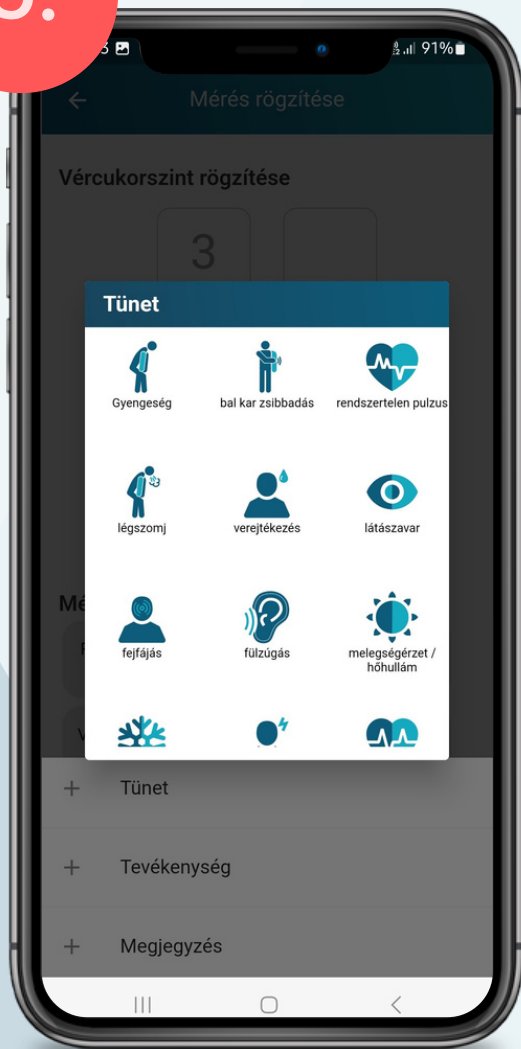 91%
Mérés rögzítése
Vércukorszint rögzítése
3
Tünet
Gyengeség
bal kar zsibbadás
rendszertelen pulzus
légszomj
verejtékezés
látászavar
fejfájás
fülzúgás
melegségérzet /
hőhullám
Mé
+ Tünet
+ Tevékenység
+ Megjegyzés